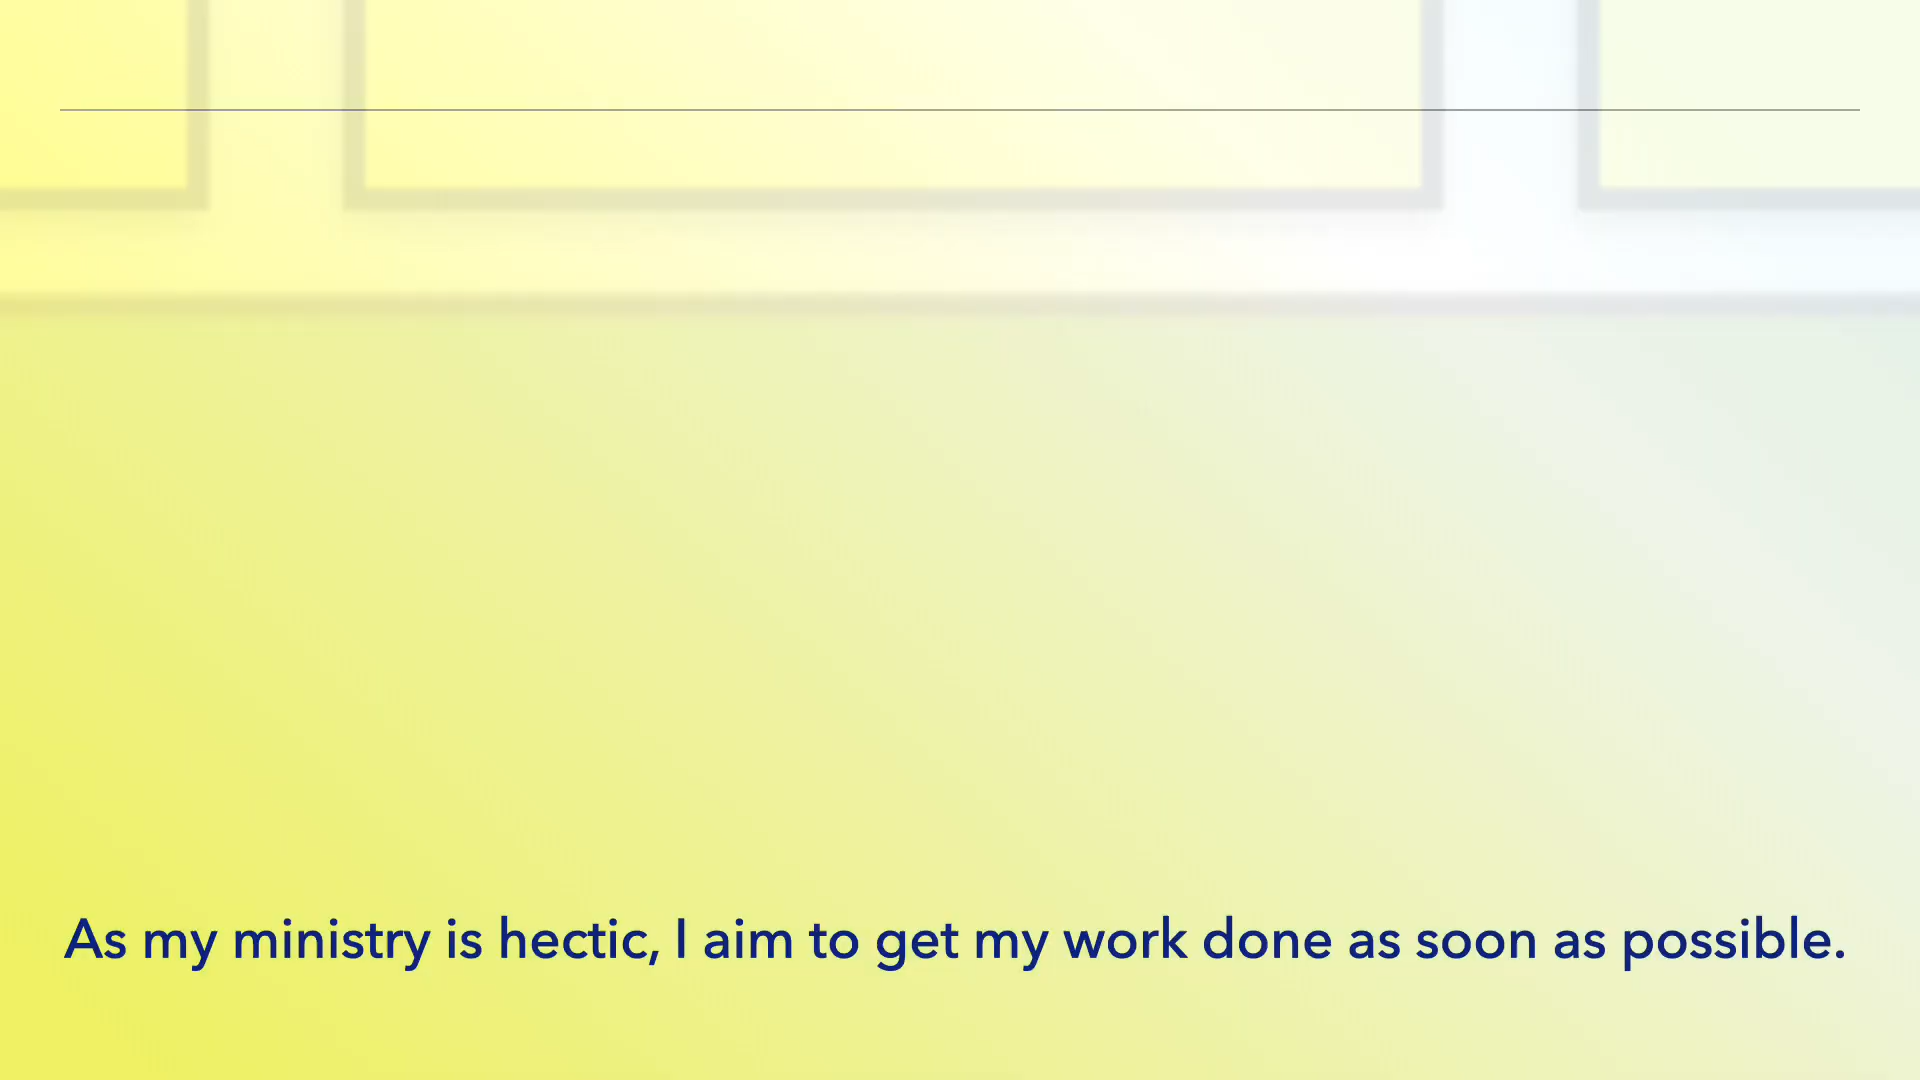 As my ministry is hectic, I aim to get my work done as soon as possible.